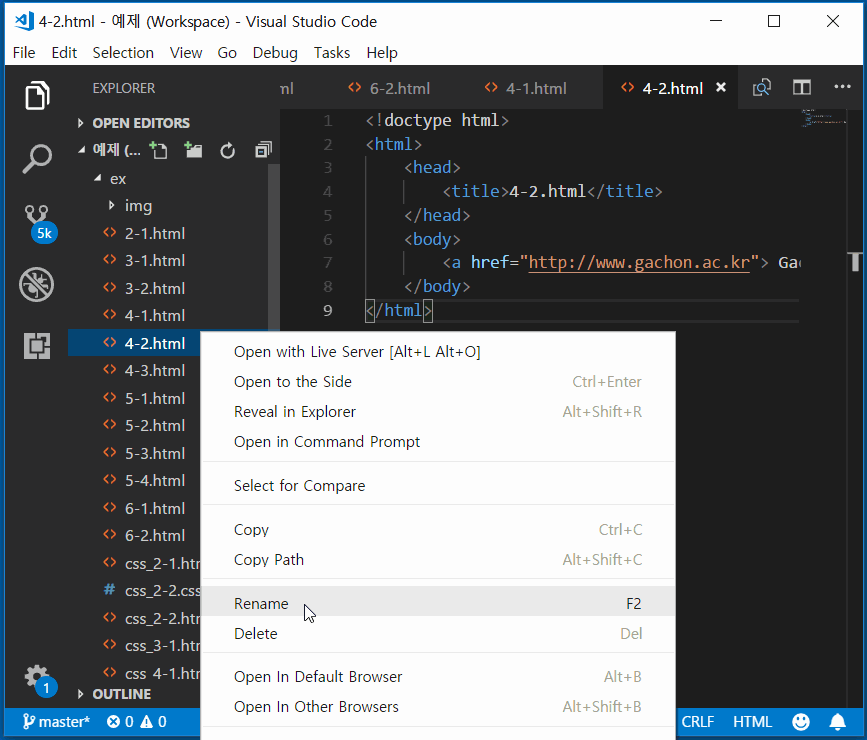 4-2.html - 예제 (Workspace) - Visual Studio Code
File Edit Selection View Go Debug Tasks Help
EXPLORER
OPEN EDITORS
예제 (...
ex
img
2-1.html
3-1.html
3-2.html
4-1.html
4-2.html
4-3.html
5-1.html
5-2.html
5-3.html
5-4.html
6-1.html
6-2.html
css_2-1.htr
# css_2-2.css
css_2-2.htr
css_3-1.htr
css_4-1.htr
OUTLINE
5k
1
ml 6-2.html 4-1.html 4-2.html
1 <!doctype html>
2 <html>
3 <head>
4 <title>4-2.html</title>
5 </head>
6 <body>
7 <a href="http://www.gachon.ac.kr"> Gac
8 </body>
9 </html>
Open with Live Server [Alt+L Alt+O]
Open to the Side Ctrl+Enter
Reveal in Explorer Alt+Shift+R
Open in Command Prompt
Select for Compare
Copy Ctrl+C
Copy Path Alt+Shift+C
Rename F2
Delete Del
Open In Default Browser Alt+B
Open In Other Browsers Alt+Shift+B
master* 0 0 CRLF HTML